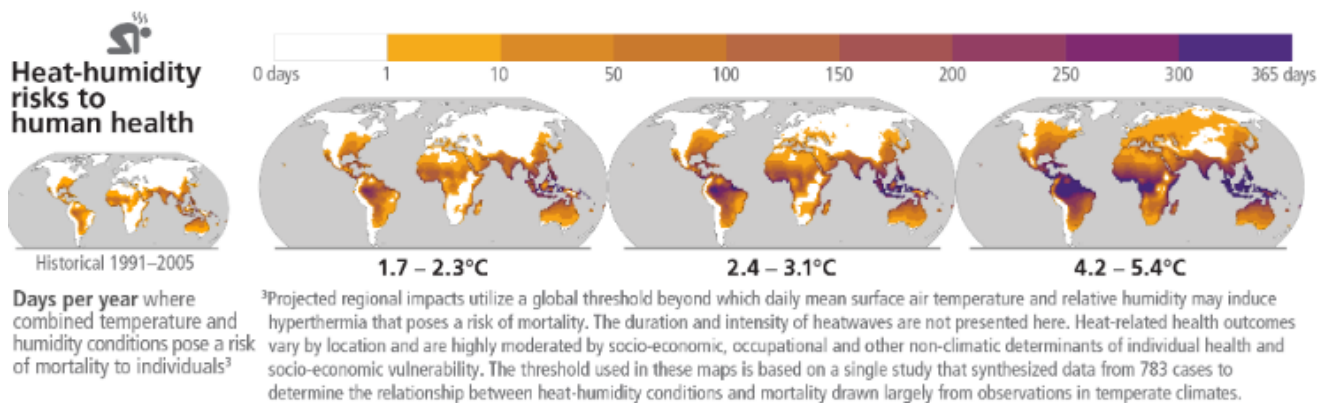 Heat-humidity
risks to
human health
0 days 1 10 50 100 150 200 250 300 365 days
Historical 1991–2005
1.7 – 2.3°C 2.4 – 3.1°C 4.2 – 5.4°C
Days per year where
combined temperature and
humidity conditions pose a risk
of mortality to individuals³
³Projected regional impacts utilize a global threshold beyond which daily mean surface air temperature and relative humidity may induce
hyperthermia that poses a risk of mortality. The duration and intensity of heatwaves are not presented here. Heat-related health outcomes
vary by location and are highly moderated by socio-economic, occupational and other non-climatic determinants of individual health and
socio-economic vulnerability. The threshold used in these maps is based on a single study that synthesized data from 783 cases to
determine the relationship between heat-humidity conditions and mortality drawn largely from observations in temperate climates.